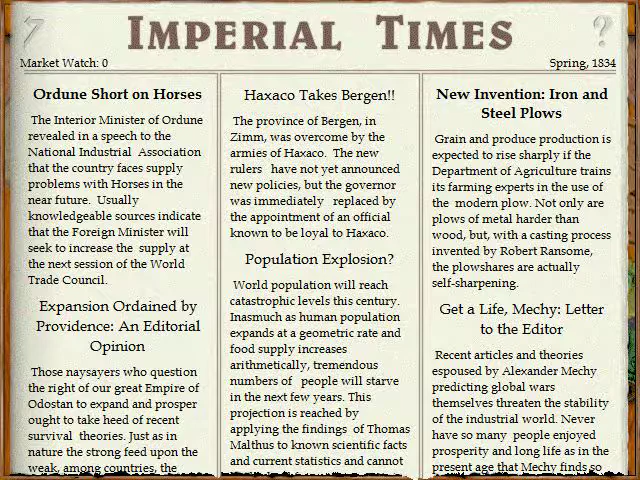 IMPERIAL TIMES
Market Watch: 0
Spring, 1834
Ordune Short on Horses
The Interior Minister of Ordune
revealed in a speech to the
National Industrial Association
that the country faces supply
problems with Horses in the
near future. Usually
knowledgeable sources indicate
that the Foreign Minister will
seek to increase the supply at
the next session of the World
Trade Council.
Expansion Ordained by
Providence: An Editorial
Opinion
Those naysayers who question
the right of our great Empire of
Odostan to expand and prosper
ought to take heed of recent
survival theories. Just as in
nature the strong feed upon the
weak, among countries, the
Haxaco Takes Bergen!!
The province of Bergen, in
Zimm, was overcome by the
armies of Haxaco. The new
rulers have not yet announced
new policies, but the governor
was immediately replaced by
the appointment of an official
known to be loyal to Haxaco.
Population Explosion?
World population will reach
catastrophic levels this century.
Inasmuch as human population
expands at a geometric rate and
food supply increases
arithmetically, tremendous
numbers of people will starve
in the next few years. This
projection is reached by
applying the findings of Thomas
Malthus to known scientific facts
and current statistics and cannot
New Invention: Iron and
Steel Plows
Grain and produce production is
expected to rise sharply if the
Department of Agriculture trains
its farming experts in the use of
the modern plow. Not only are
plows of metal harder than
wood, but, with a casting process
invented by Robert Ransome,
the plowshares are actually
self-sharpening.
Get a Life, Mechy: Letter
to the Editor
Recent articles and theories
espoused by Alexander Mechy
predicting global wars
themselves threaten the stability
of the industrial world. Never
have so many people enjoyed
prosperity and long life as in the
present age that Mechy finds so